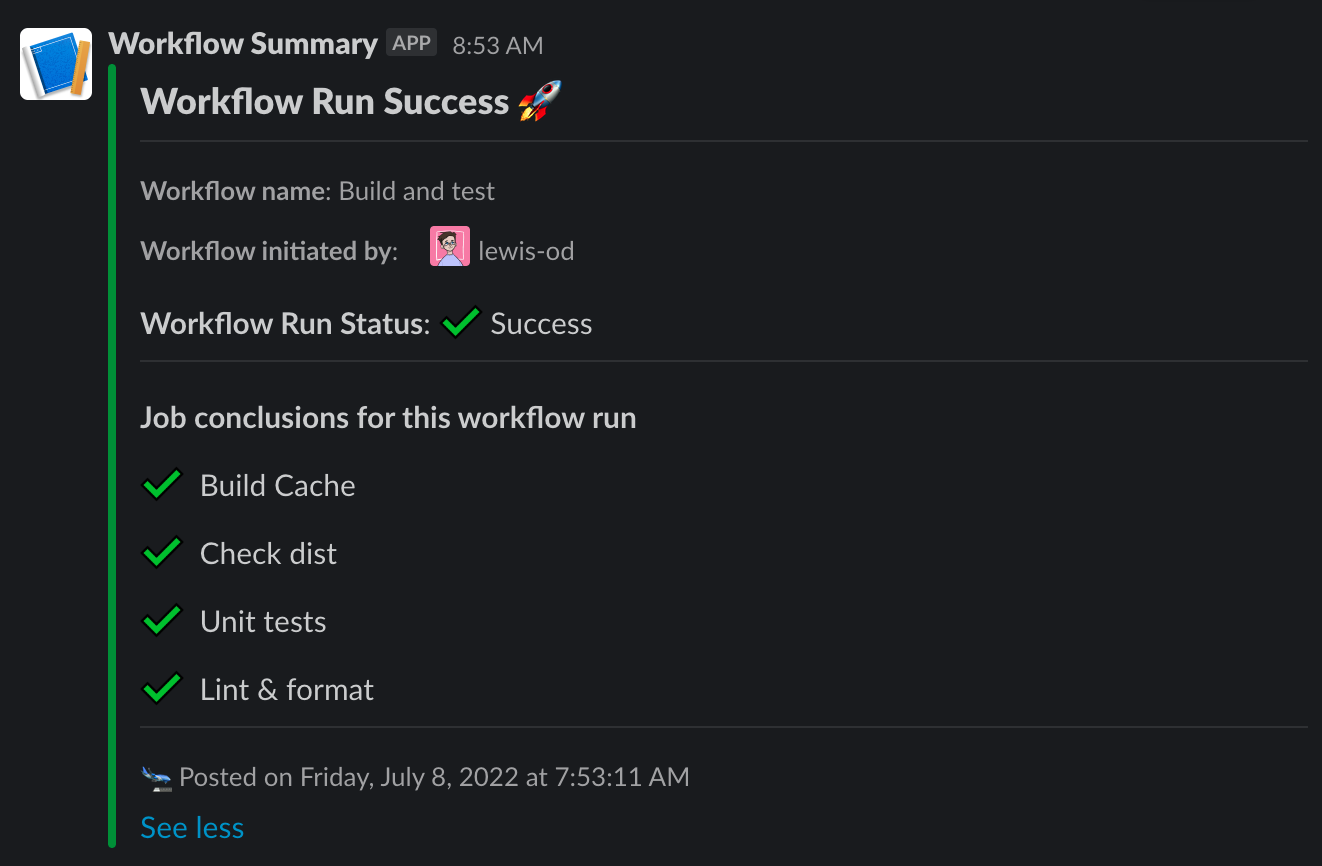 Workflow Summary APP 8:53 AM
Workflow Run Success 🚀
Workflow name: Build and test
Workflow initiated by: lewis-od
Workflow Run Status: ✔ Success
Job conclusions for this workflow run
✔ Build Cache
✔ Check dist
✔ Unit tests
✔ Lint & format
🛬 Posted on Friday, July 8, 2022 at 7:53:11 AM
See less